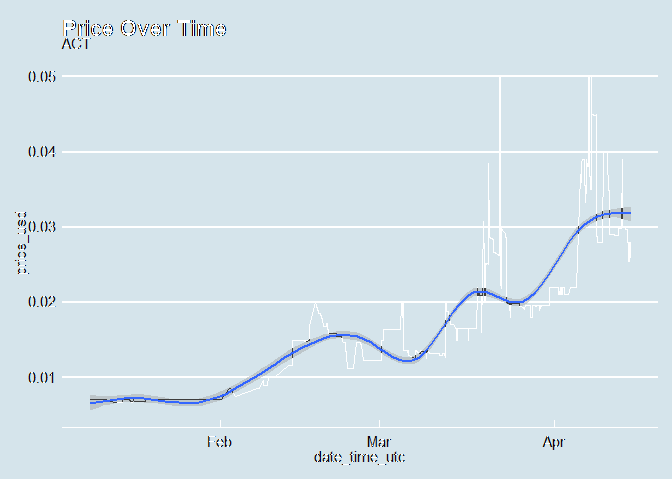 Price Over Time
ACT
0.05
0.04
0.03
0.02
0.01
price_usd
Feb
Mar
Apr
date_time_utc